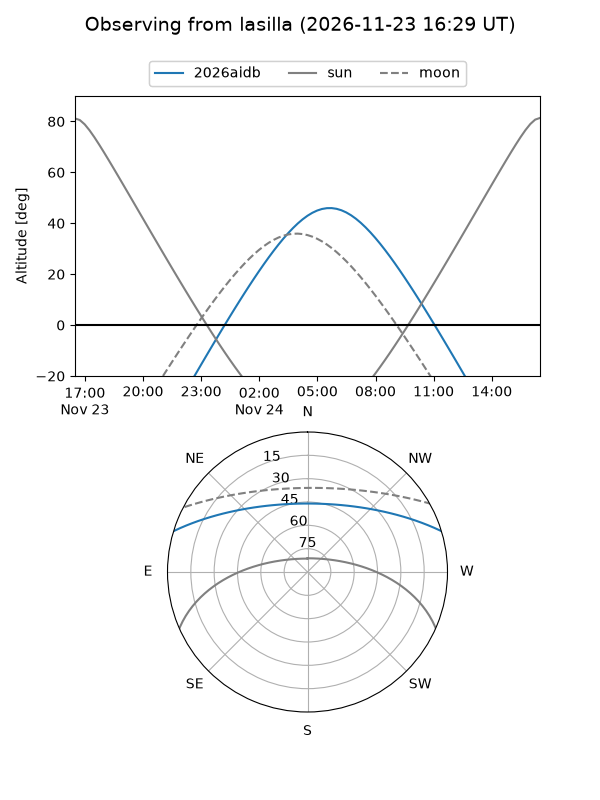 Observing from lasilla (2026-11-23 16:29 UT)
2026aidb sun moon
80
60
40
20
0
−20
Altitude [deg]
17:00 20:00 23:00 02:00 05:00 08:00 11:00 14:00
Nov 23 Nov 24
N
NE NW
15
30
45
60
75
E W
SE SW
S